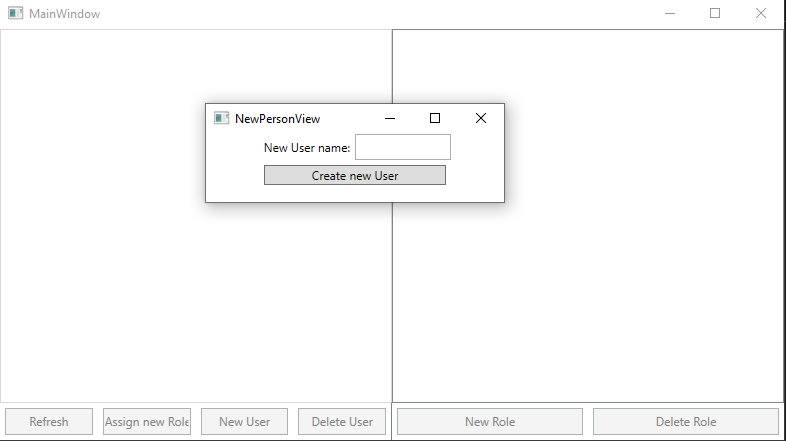 MainWindow
NewPersonView
New User name:
Create new User
Refresh
Assign new Role
New User
Delete User
New Role
Delete Role